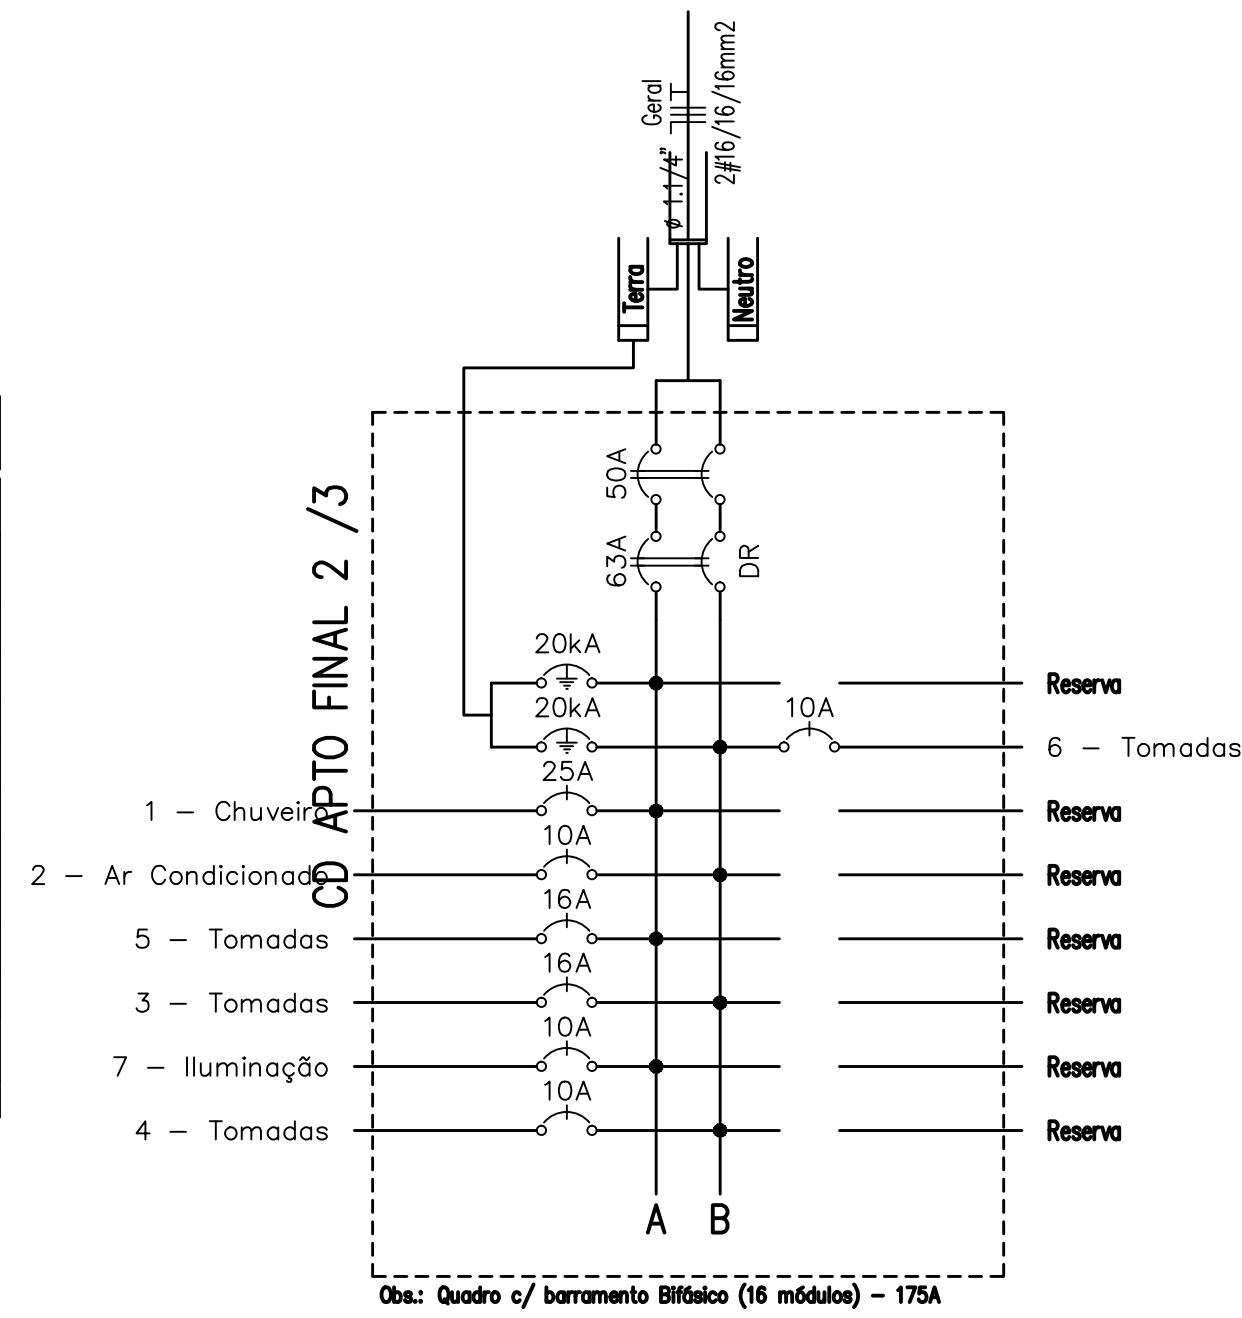 Geral
ø 1.1/4"
2#16/16/16mm2
Terra
Neutro
CD APTO FINAL 2 /3
50A
63A
DR
20kA
Reserva
20kA
10A
6 - Tomadas
25A
1 - Chuveiro
Reserva
10A
2 - Ar Condicionado
Reserva
16A
5 - Tomadas
Reserva
16A
3 - Tomadas
Reserva
10A
7 - Iluminação
Reserva
10A
4 - Tomadas
Reserva
A B
Obs.: Quadro c/ barramento Bifásico (16 módulos) - 175A